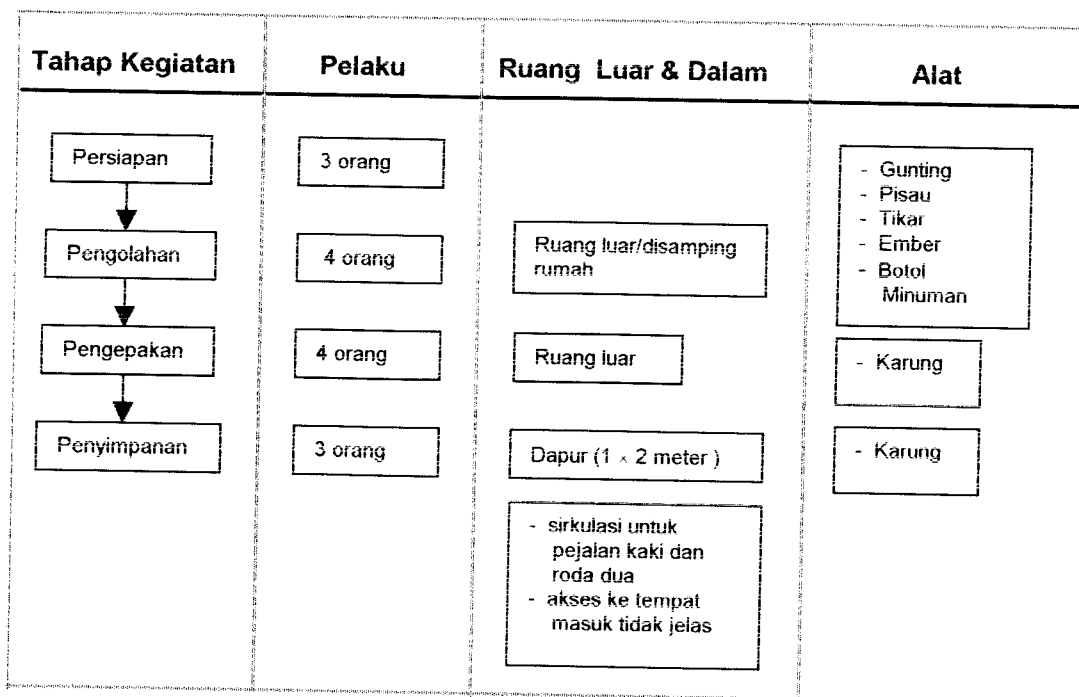 Tahap Kegiatan
Pelaku
Ruang Luar & Dalam
Alat
Persiapan
3 orang
- Gunting
- Pisau
- Tikar
- Ember
- Botol
Minuman
Pengolahan
4 orang
Ruang luar/disamping
rumah
Pengepakan
4 orang
Ruang luar
- Karung
Penyimpanan
3 orang
Dapur (1 × 2 meter )
- Karung
- sirkulasi untuk
pejalan kaki dan
roda dua
- akses ke tempat
masuk tidak jelas